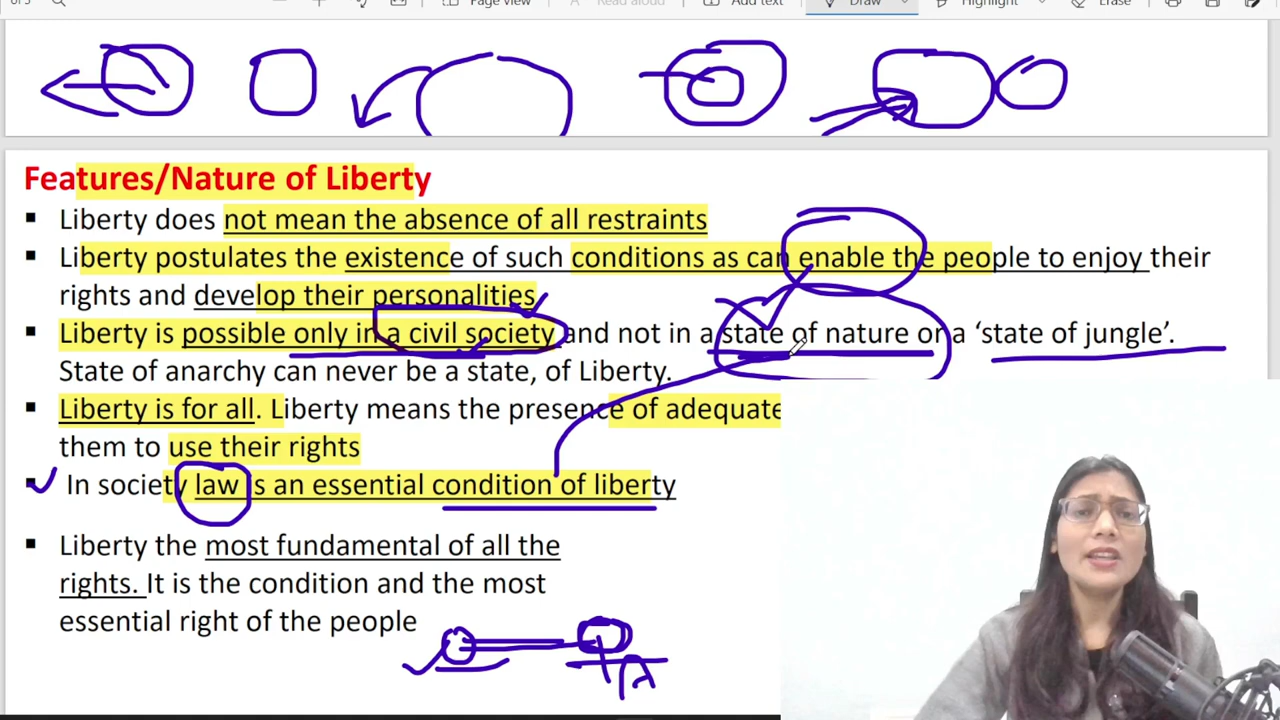 Page view
Read aloud
Add text
Draw
Highlight
Erase
Features/Nature of Liberty
▪ Liberty does not mean the absence of all restraints
▪ Liberty postulates the existence of such conditions as can enable the people to enjoy their
rights and develop their personalities
▪ Liberty is possible only in a civil society and not in a state of nature or a ‘state of jungle’.
State of anarchy can never be a state, of Liberty.
▪ Liberty is for all. Liberty means the presence of adequate
them to use their rights
▪ In society law is an essential condition of liberty
▪ Liberty the most fundamental of all the
rights. It is the condition and the most
essential right of the people